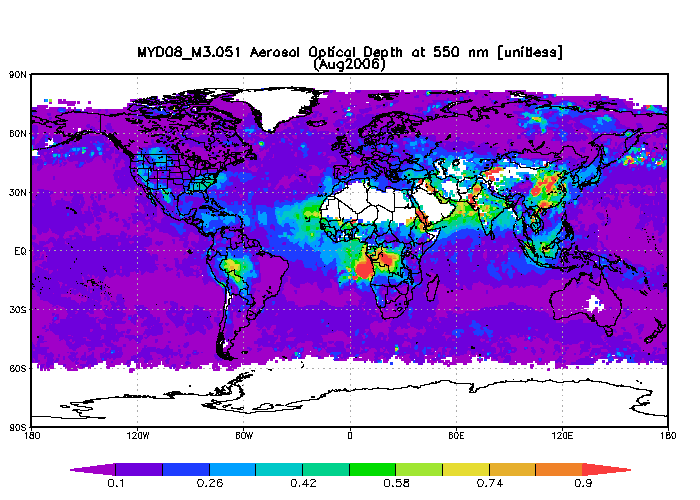 MYD08_M3.051 Aerosol Optical Depth at 550 nm [unitless]
(Aug2006)
90N
60N
30N
EQ
30S
60S
90S
180 120W 60W 0 60E 120E 180
0.1 0.26 0.42 0.58 0.74 0.9